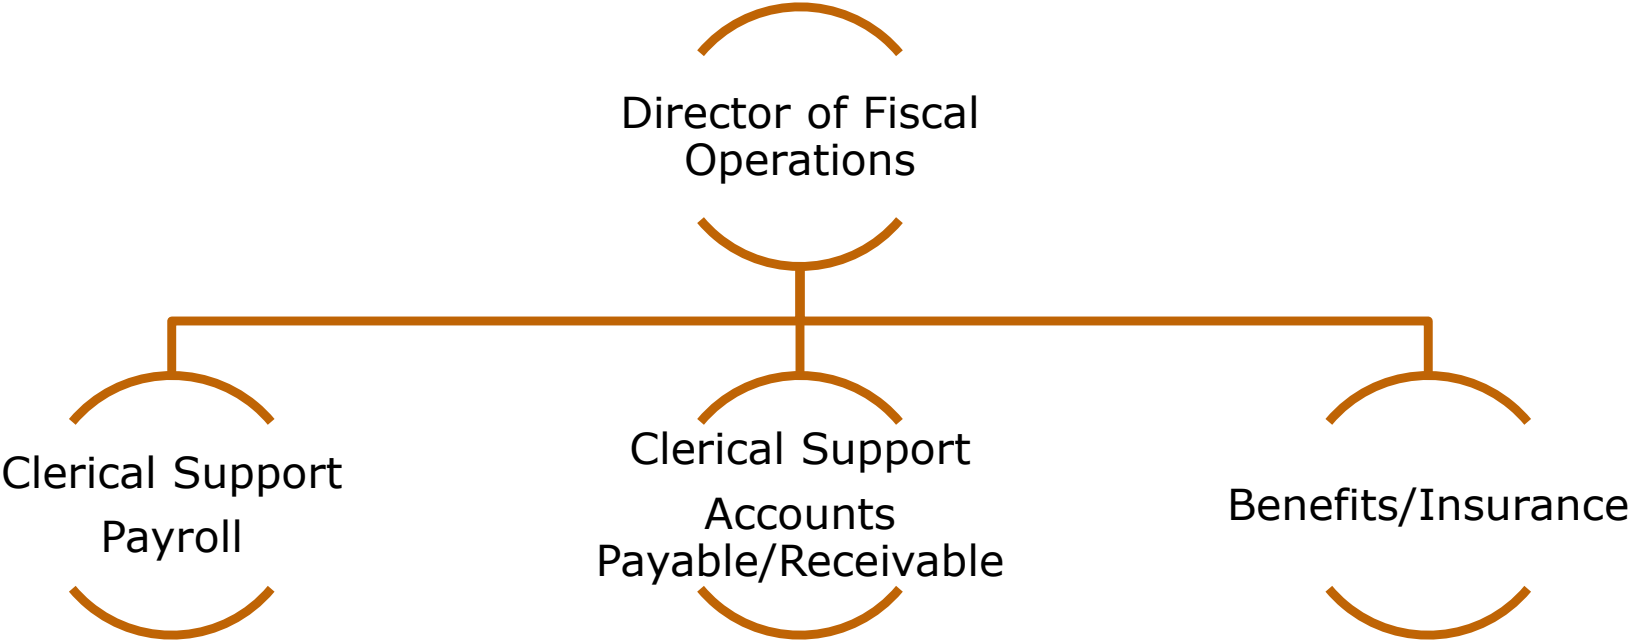 Director of Fiscal
Operations
Clerical Support
Payroll
Clerical Support
Accounts
Payable/Receivable
Benefits/Insurance